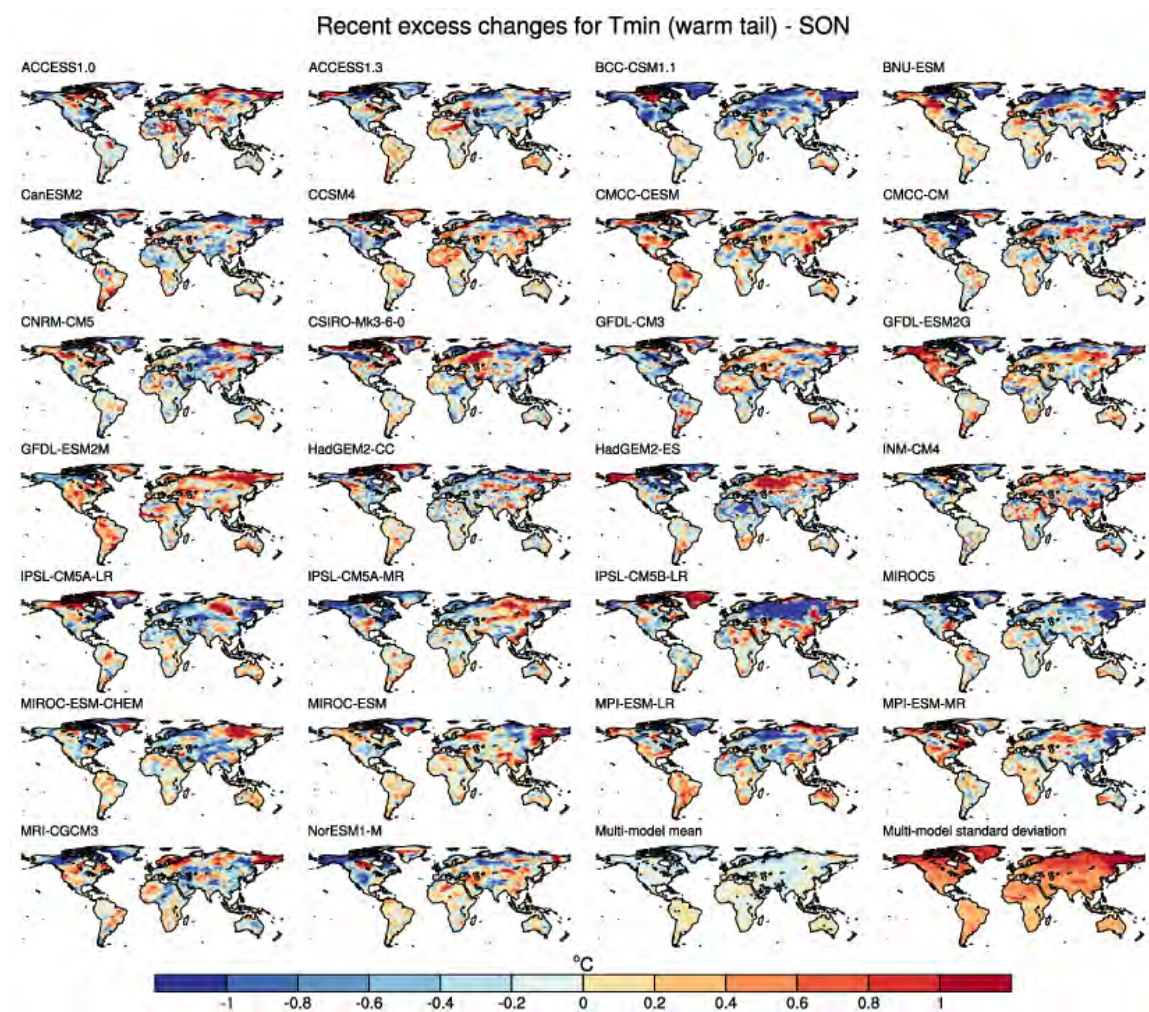 Recent excess changes for Tmin (warm tail) - SON
ACCESS1.0 ACCESS1.3 BCC-CSM1.1 BNU-ESM
CanESM2 CCSM4 CMCC-CESM CMCC-CM
CNRM-CM5 CSIRO-Mk3-6-0 GFDL-CM3 GFDL-ESM2G
GFDL-ESM2M HadGEM2-CC HadGEM2-ES INM-CM4
IPSL-CM5A-LR IPSL-CM5A-MR IPSL-CM5B-LR MIROC5
MIROC-ESM-CHEM MIROC-ESM MPI-ESM-LR MPI-ESM-MR
MRI-CGCM3 NorESM1-M Multi-model mean Multi-model standard deviation
°C
-1 -0.8 -0.6 -0.4 -0.2 0 0.2 0.4 0.6 0.8 1